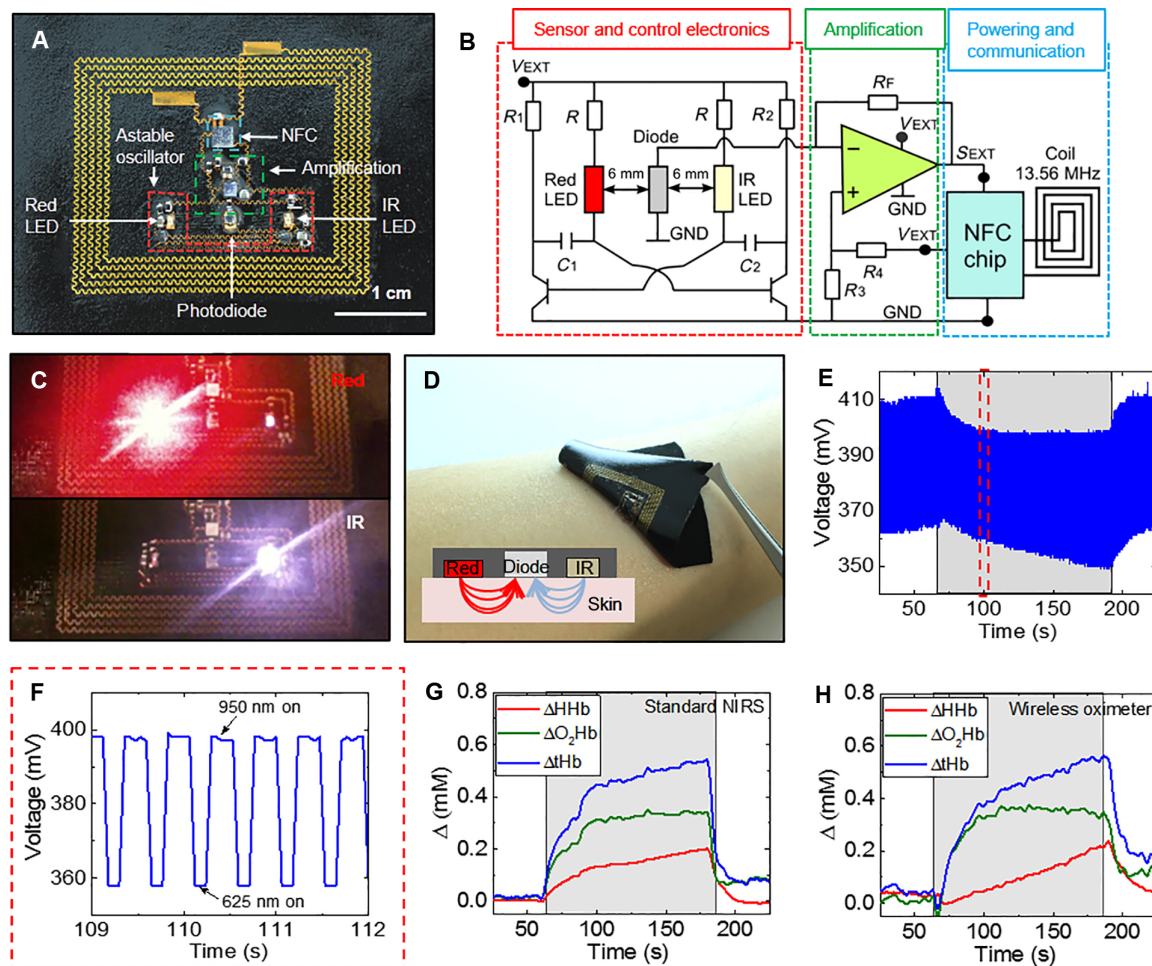 A
Astable
oscillator
NFC
Amplification
Red
LED
IR
LED
Photodiode
1 cm
B
Sensor and control electronics
Amplification
Powering and
communication
VEXT
R1
R
R
R2
Diode
6 mm
6 mm
Red
LED
IR
LED
GND
C1
C2
RF
VEXT
−
+
GND
SEXT
VEXT
R4
R3
GND
NFC
chip
Coil
13.56 MHz
C
Red
IR
D
Red
Diode
IR
Skin
E
Voltage (mV)
410
390
370
350
50
100
150
200
Time (s)
F
Voltage (mV)
400
380
360
950 nm on
625 nm on
109
110
111
112
Time (s)
G
Standard NIRS
ΔHHb
ΔO2Hb
ΔtHb
Δ (mM)
0.8
0.6
0.4
0.2
0.0
50
100
150
200
Time (s)
H
Wireless oximeter
ΔHHb
ΔO2Hb
ΔtHb
Δ (mM)
0.8
0.6
0.4
0.2
0.0
50
100
150
200
Time (s)